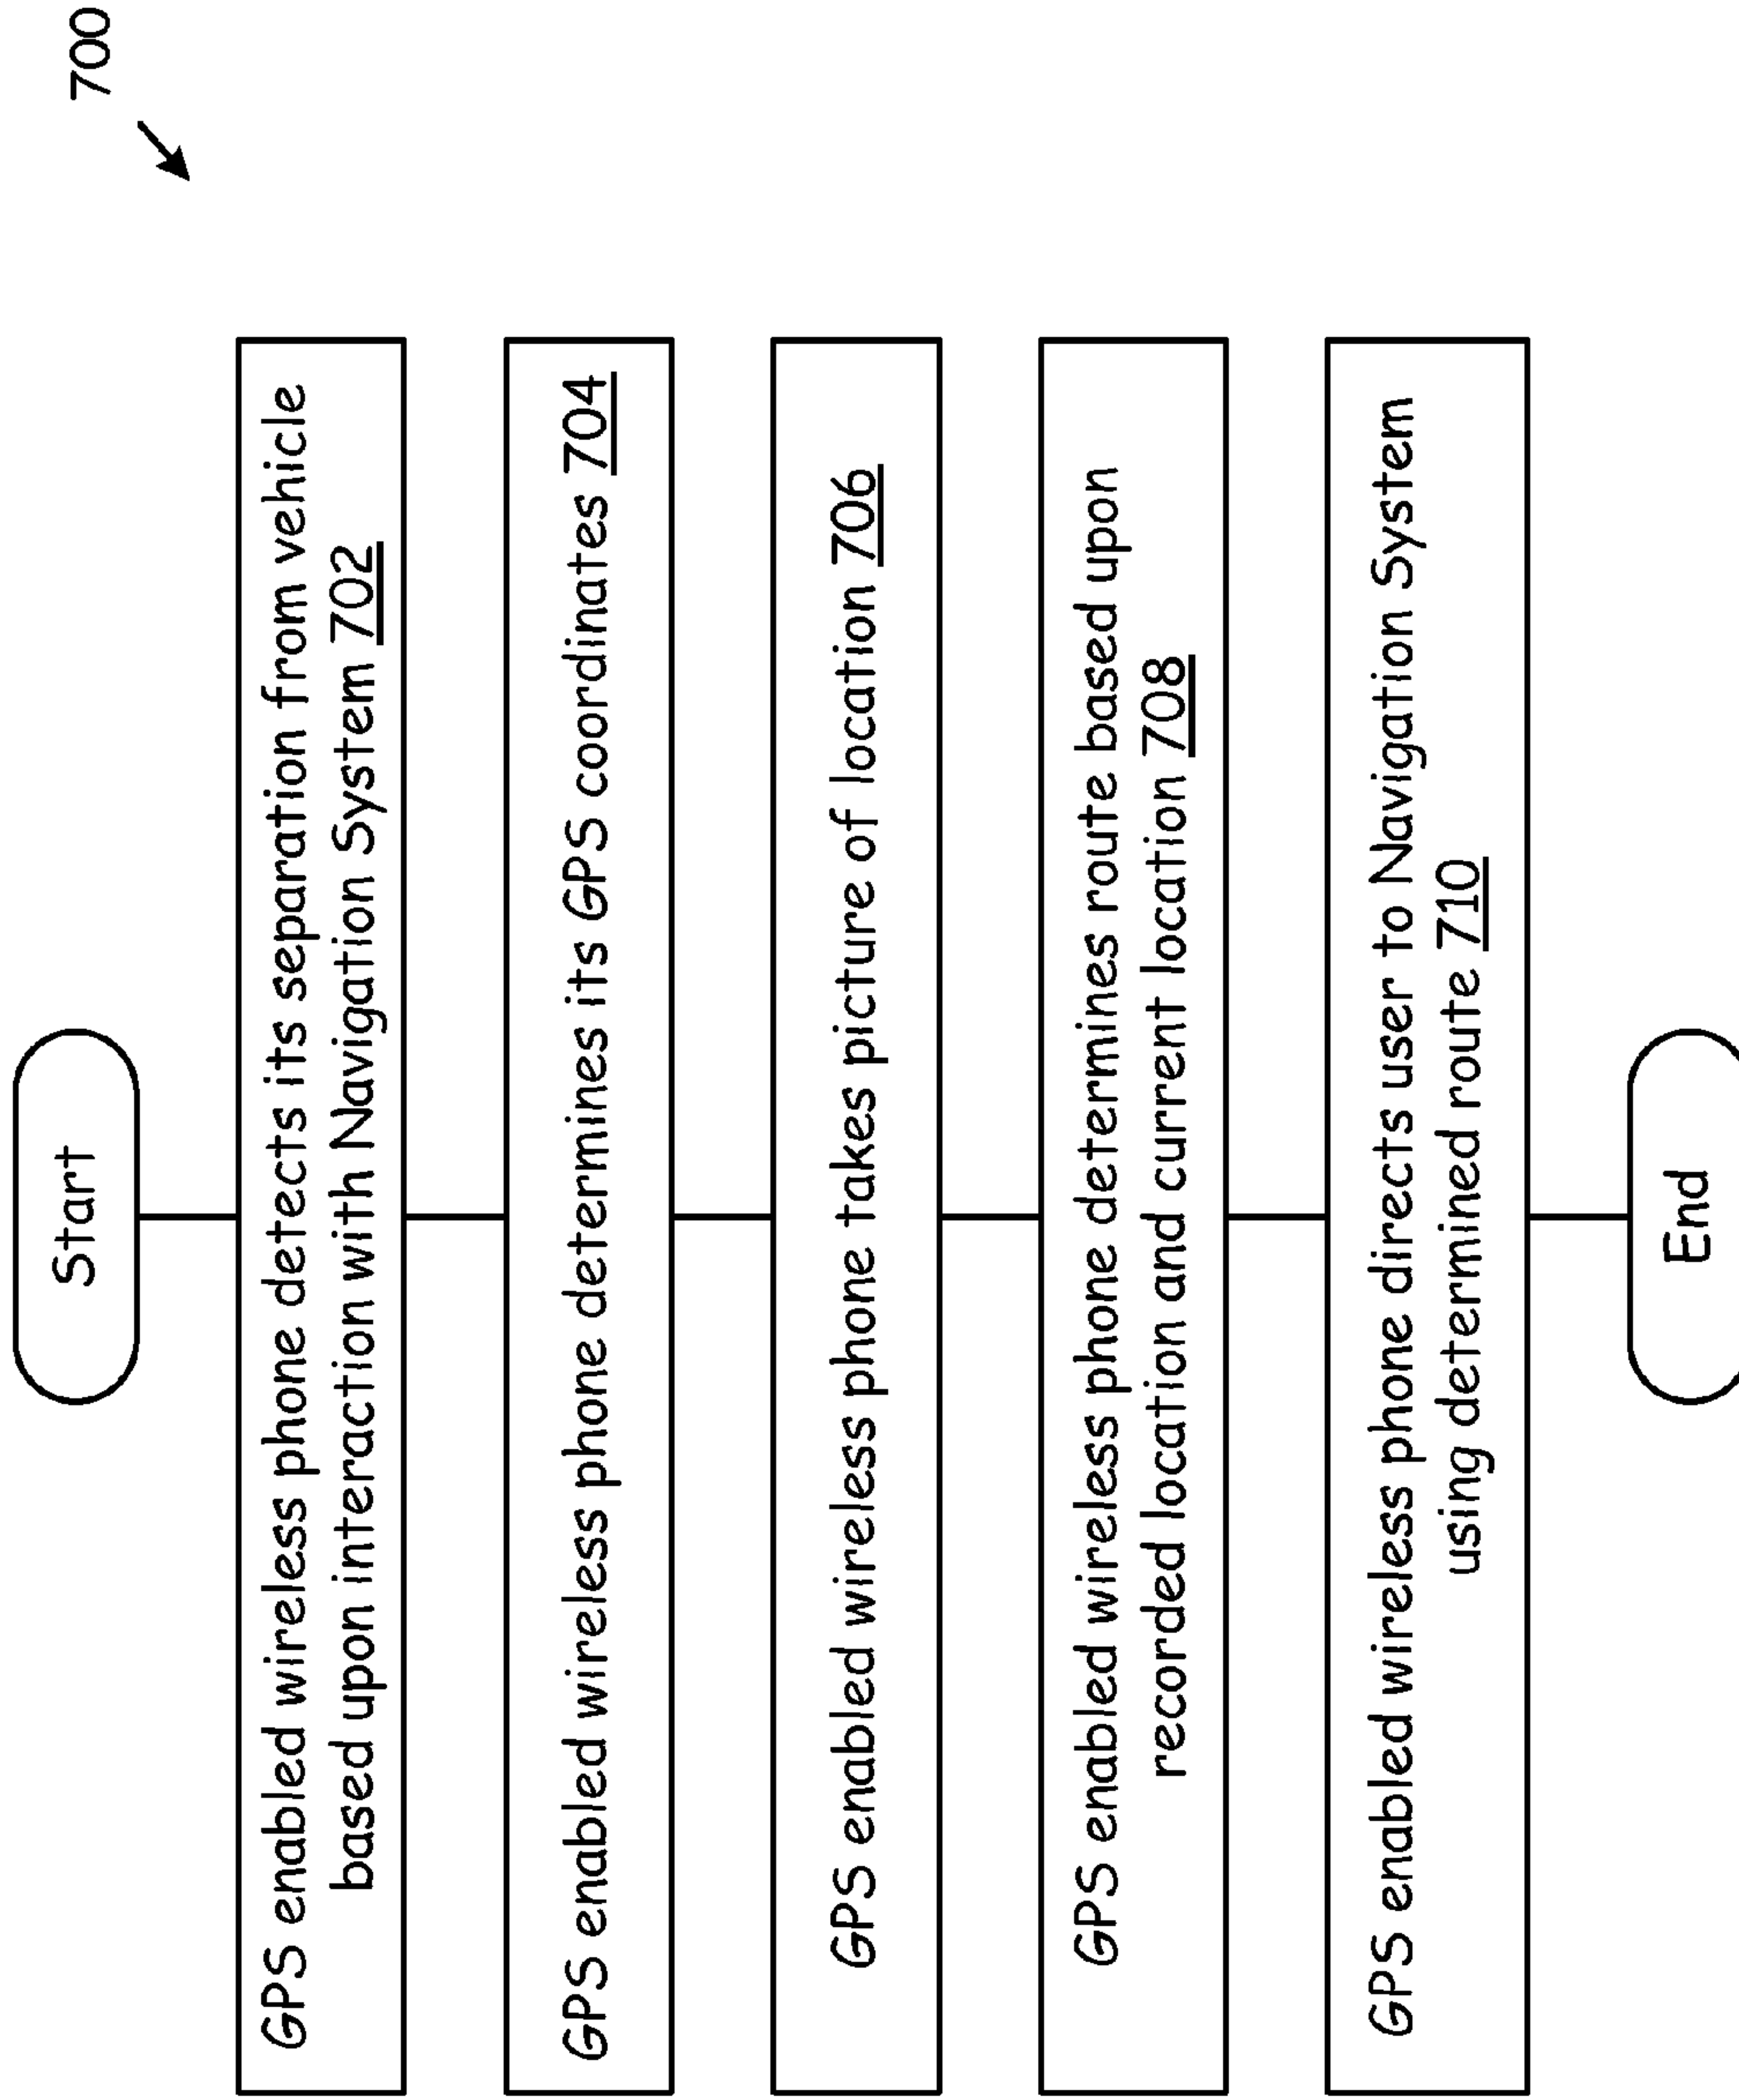 700
Start
GPS enabled wireless phone detects its separation from vehicle
based upon interaction with Navigation System 702
GPS enabled wireless phone determines its GPS coordinates 704
GPS enabled wireless phone takes picture of location 706
GPS enabled wireless phone determines route based upon
recorded location and current location 708
GPS enabled wireless phone directs user to Navigation System
using determined route 710
End